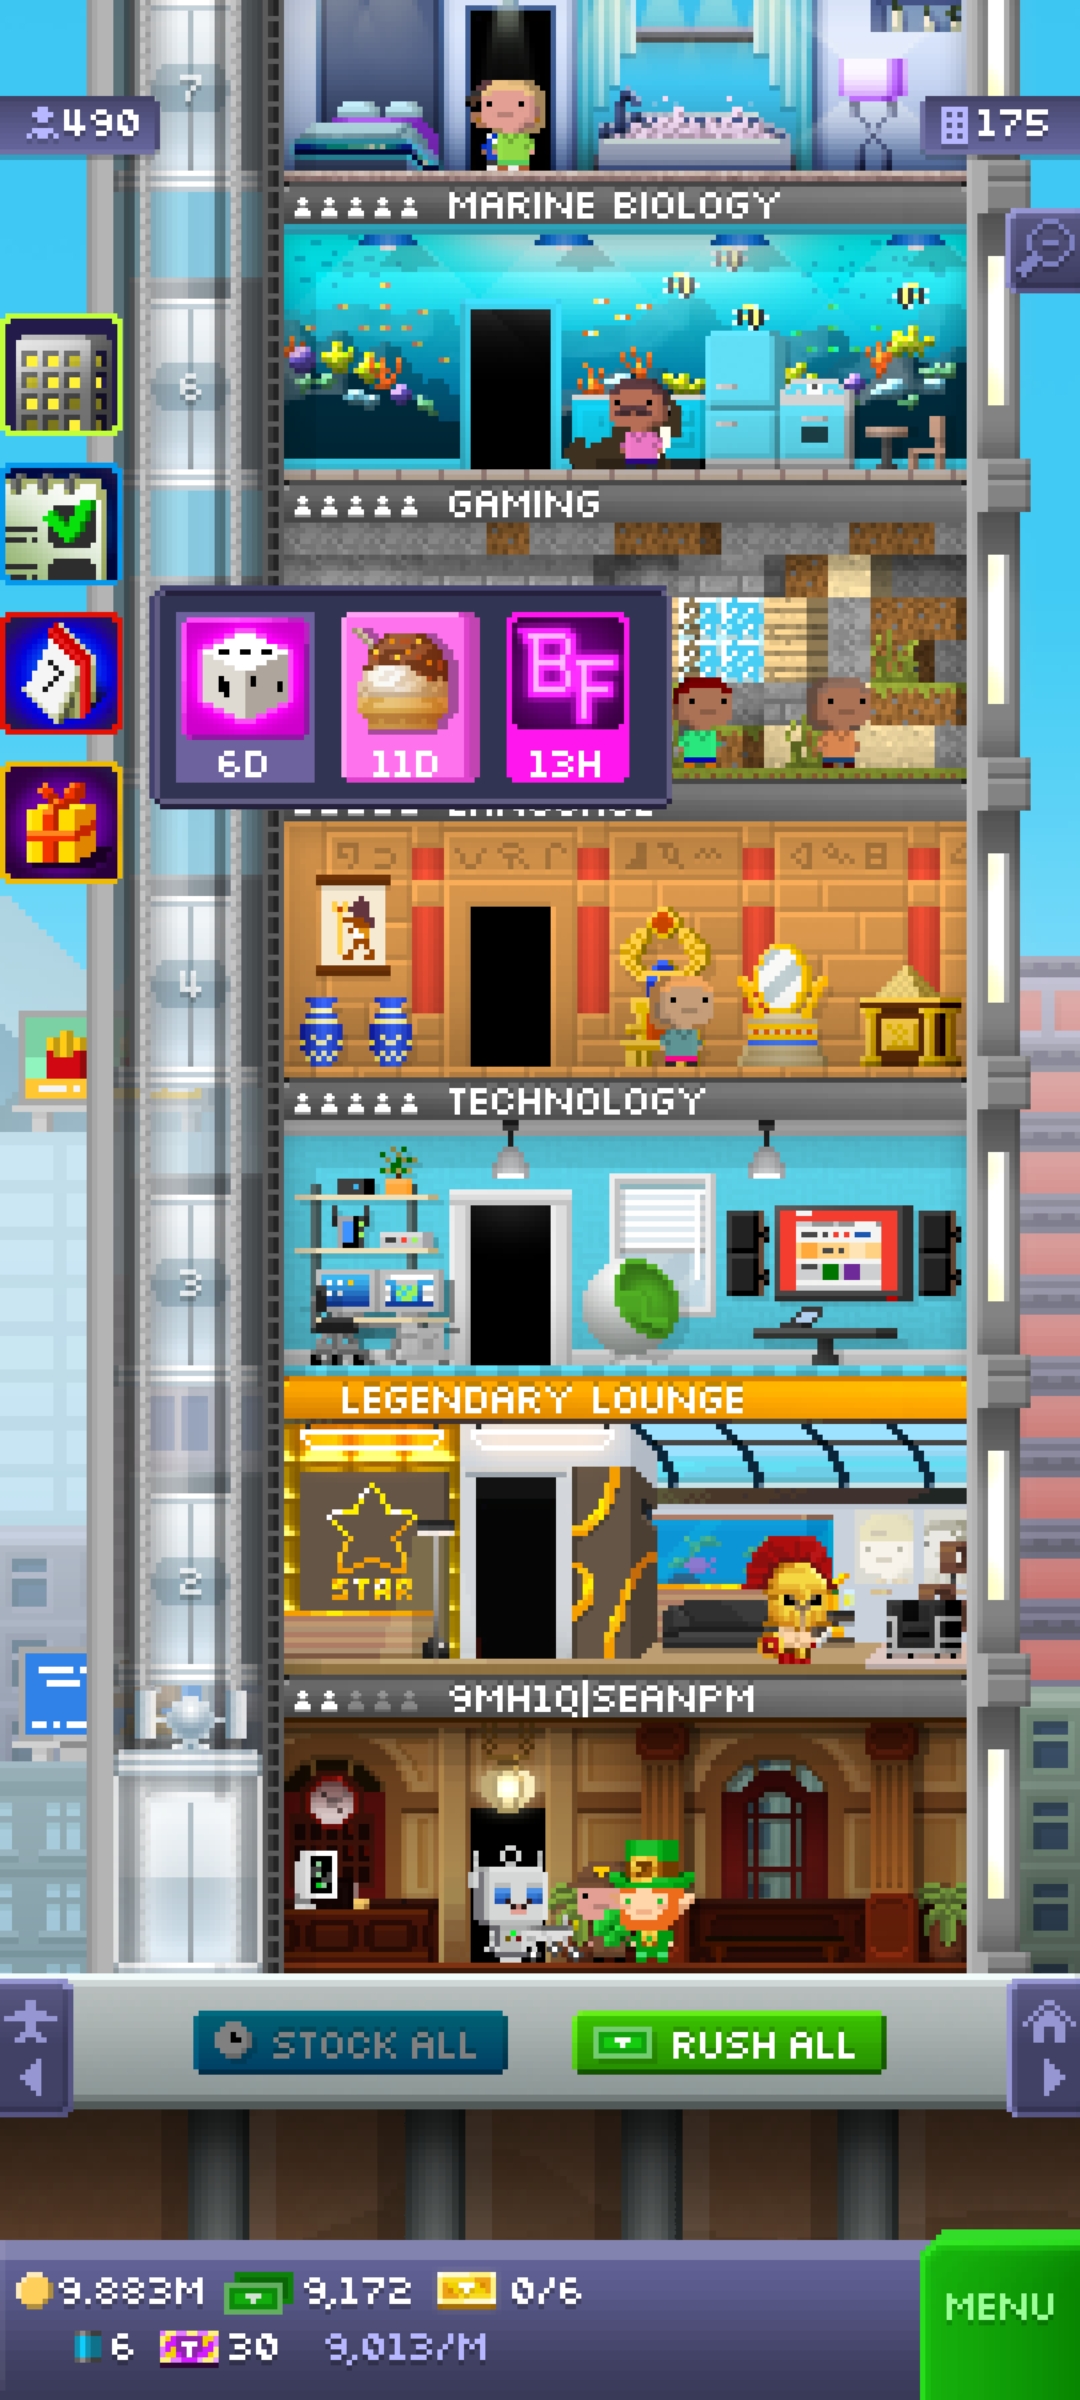 7
490
175
MARINE BIOLOGY
6
GAMING
BF
6D
11D
13H
4
TECHNOLOGY
3
LEGENDARY LOUNGE
STAR
2
9MH1Q|SEANPM
STOCK ALL
RUSH ALL
9.883M
9,172
0/6
MENU
6
T
30
9,013/M